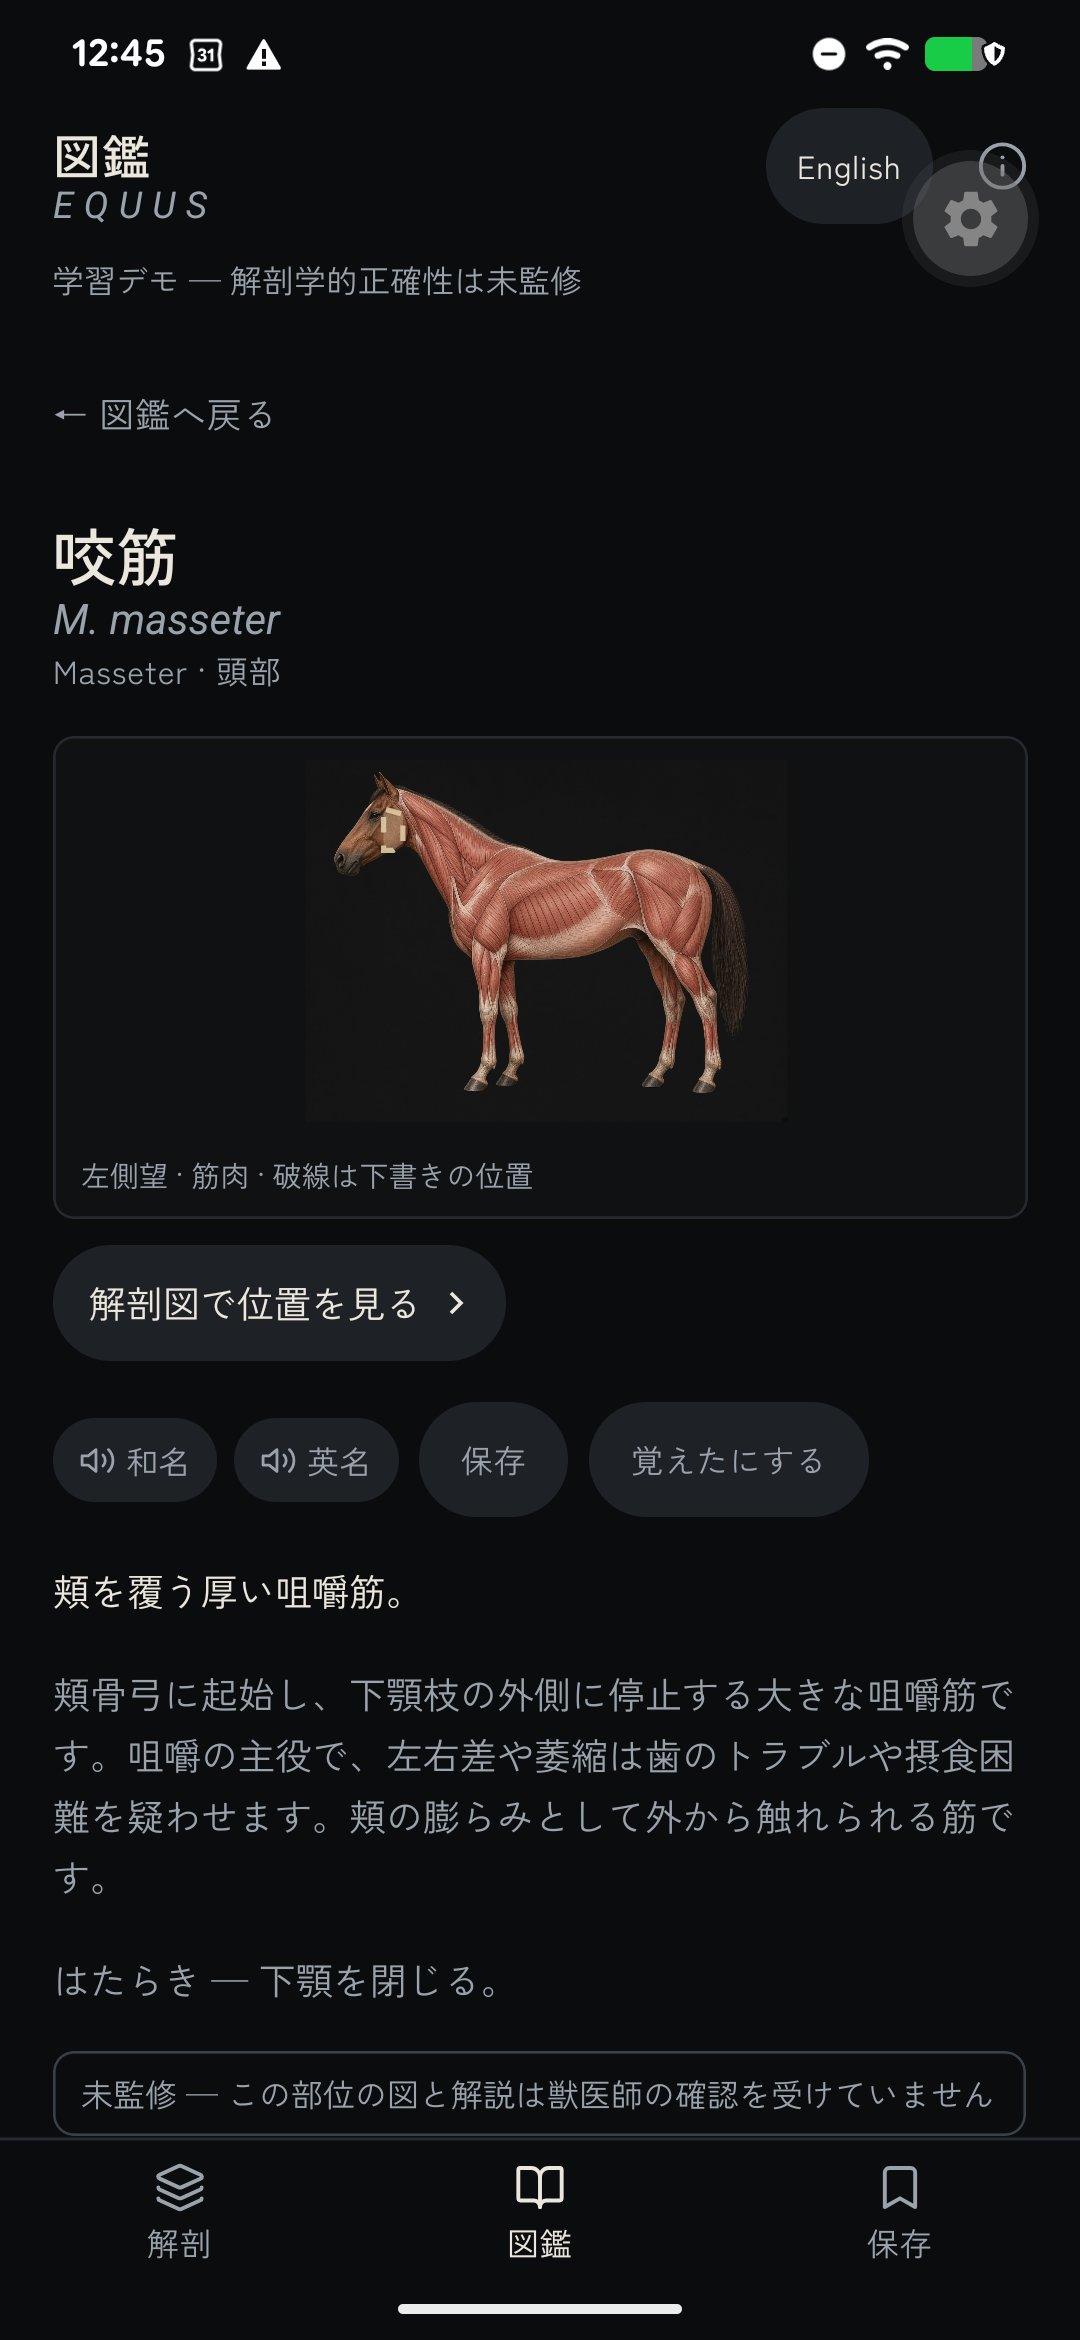 12:45
31
図鑑
English
EQUUS
学習デモ — 解剖学的正確性は未監修
← 図鑑へ戻る
咬筋
M. masseter
Masseter · 頭部
左側望 · 筋肉 · 破線は下書きの位置
解剖図で位置を見る
和名
英名
保存
覚えたにする
頬を覆う厚い咀嚼筋。
頬骨弓に起始し、下顎枝の外側に停止する大きな咀嚼筋で
す。咀嚼の主役で、左右差や萎縮は歯のトラブルや摂食困
難を疑わせます。頬の膨らみとして外から触れられる筋で
す。
はたらき — 下顎を閉じる。
未監修 — この部位の図と解説は獣医師の確認を受けていません
解剖
図鑑
保存